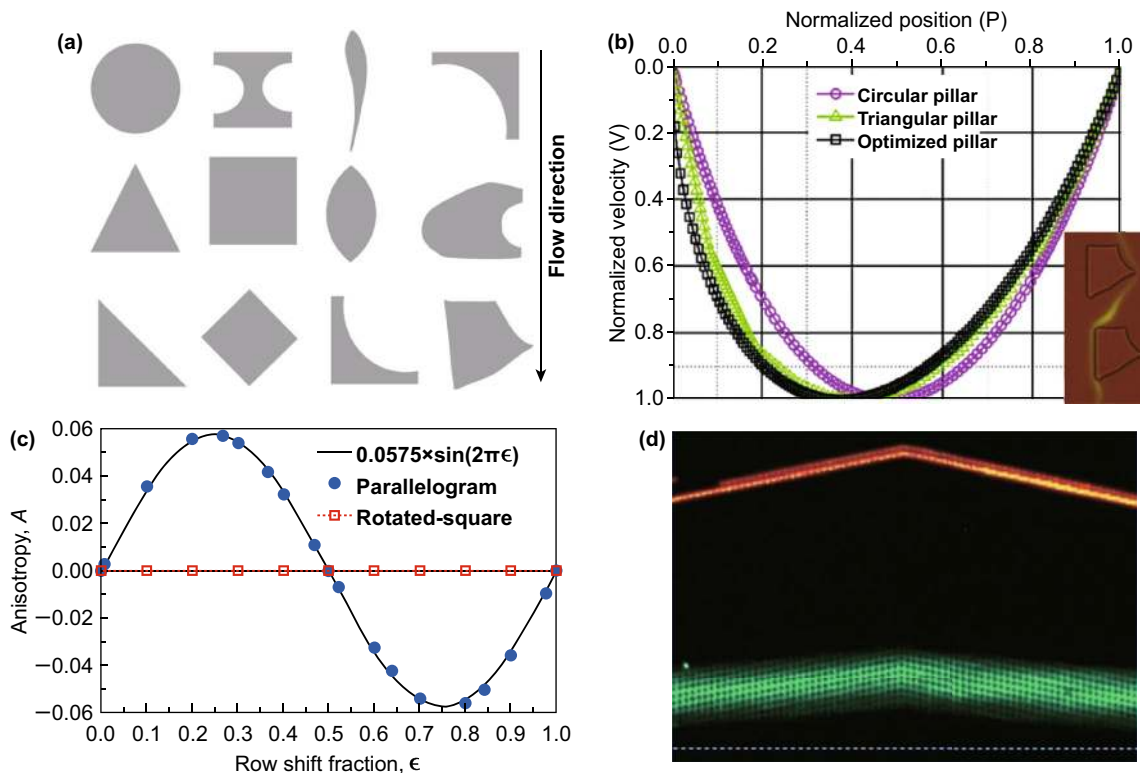 (a)
Flow direction
(b)
Normalized position (P)
0.0 0.2 0.4 0.6 0.8 1.0
Normalized velocity (V)
0.0
0.2
0.4
0.6
0.8
1.0
Circular pillar
Triangular pillar
Optimized pillar
(c)
Anisotropy, A
0.06
0.04
0.02
0.00
−0.02
−0.04
−0.06
0.0575×sin(2πϵ)
Parallelogram
Rotated-square
0.0 0.1 0.2 0.3 0.4 0.5 0.6 0.7 0.8 0.9 1.0
Row shift fraction, ϵ
(d)